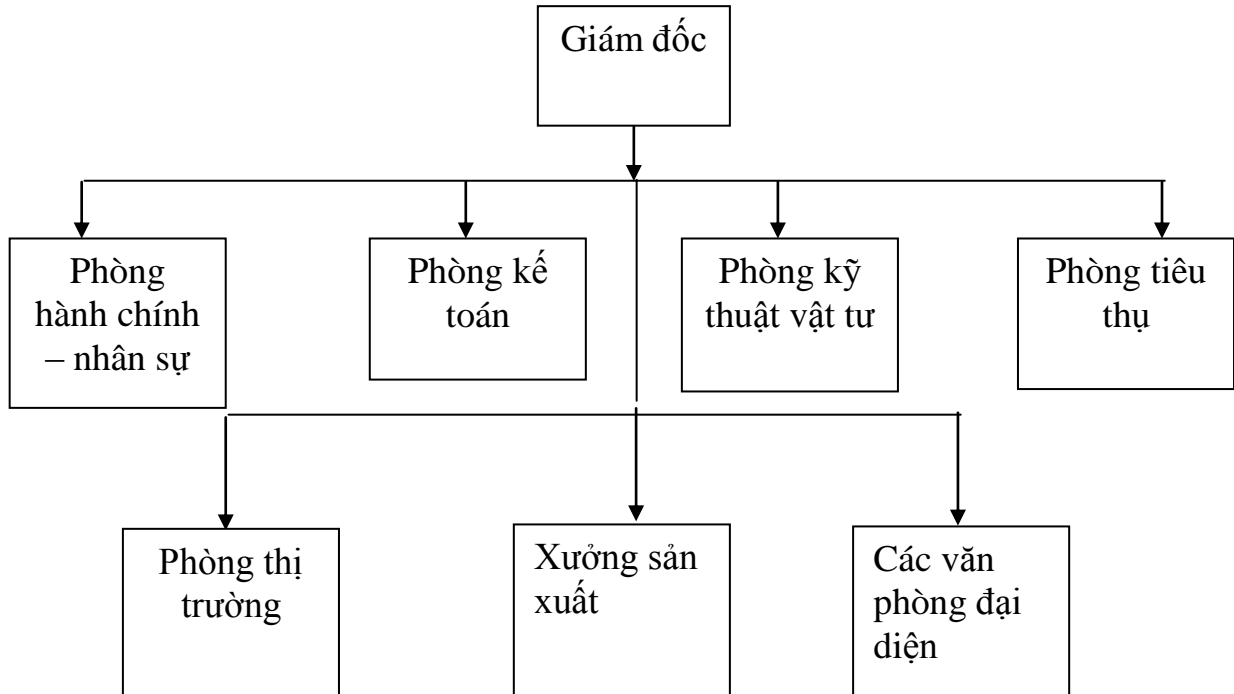 Giám đốc
Phòng
hành chính
– nhân sự
Phòng kế
toán
Phòng kỹ
thuật vật tư
Phòng tiêu
thụ
Phòng thị
trường
Xưởng sản
xuất
Các văn
phòng đại
diện